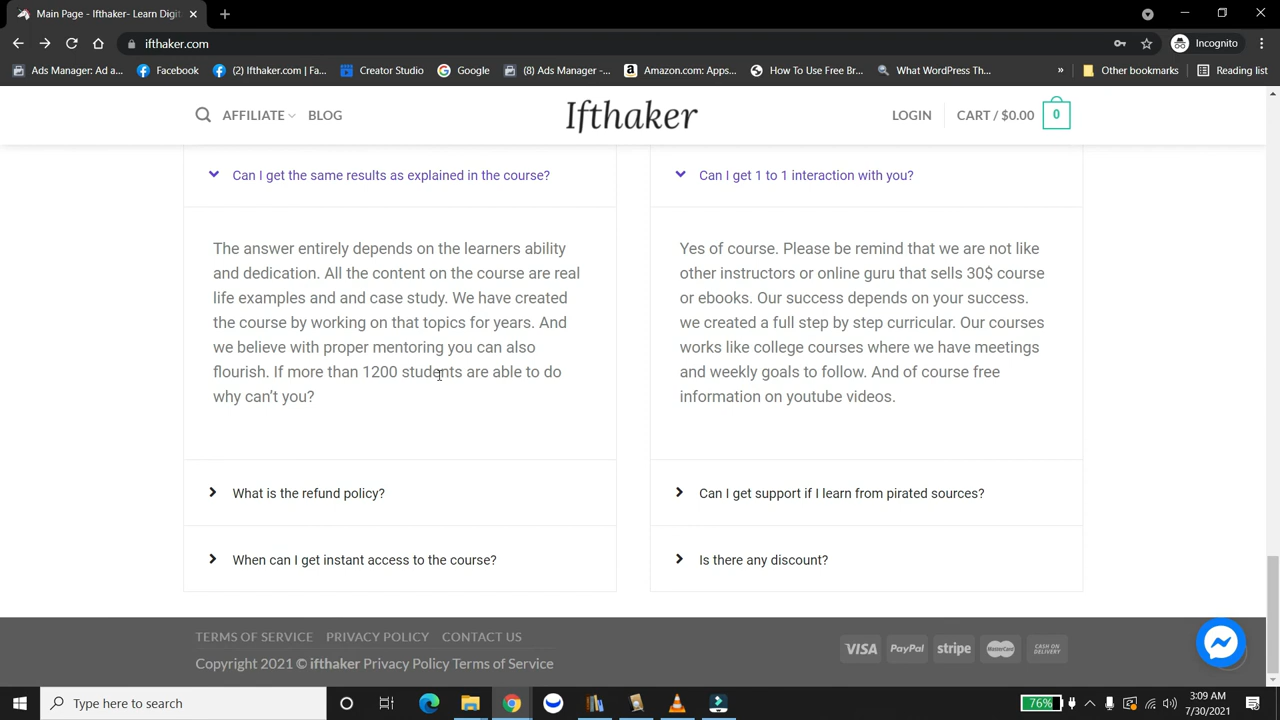 Main Page - Ifthaker- Learn Digit
ifthaker.com
Incognito
Ads Manager: Ad a...
Facebook
(2) Ifthaker.com | Fa...
Creator Studio
Google
(8) Ads Manager -...
Amazon.com: Spend...
How To Use Free Br...
What WordPress Th...
»
Other bookmarks
Reading list
AFFILIATE
BLOG
Ifthaker
LOGIN
CART / $0.00
0
Can I get the same results as explained in the course?
The answer entirely depends on the learners ability
and dedication. All the content on the course are real
life examples and and case study. We have created
the course by working on that topics for years. And
we believe with proper mentoring you can also
flourish. If more than 1200 students are able to do
why can't you?
What is the refund policy?
When can I get instant access to the course?
Can I get 1 to 1 interaction with you?
Yes of course. Please be remind that we are not like
other instructors or online guru that sells 30$ course
or ebooks. Our success depends on your success.
we created a full step by step curricular. Our courses
works like college courses where we have meetings
and weekly goals to follow. And of course free
information on youtube videos.
Can I get support if I learn from pirated sources?
Is there any discount?
TERMS OF SERVICE
PRIVACY POLICY
CONTACT US
Copyright 2021 © ifthaker Privacy Policy Terms of Service
VISA
PayPal
stripe
MasterCard
CASH ON
DELIVERY
Type here to search
76%
3:09 AM
7/30/2021